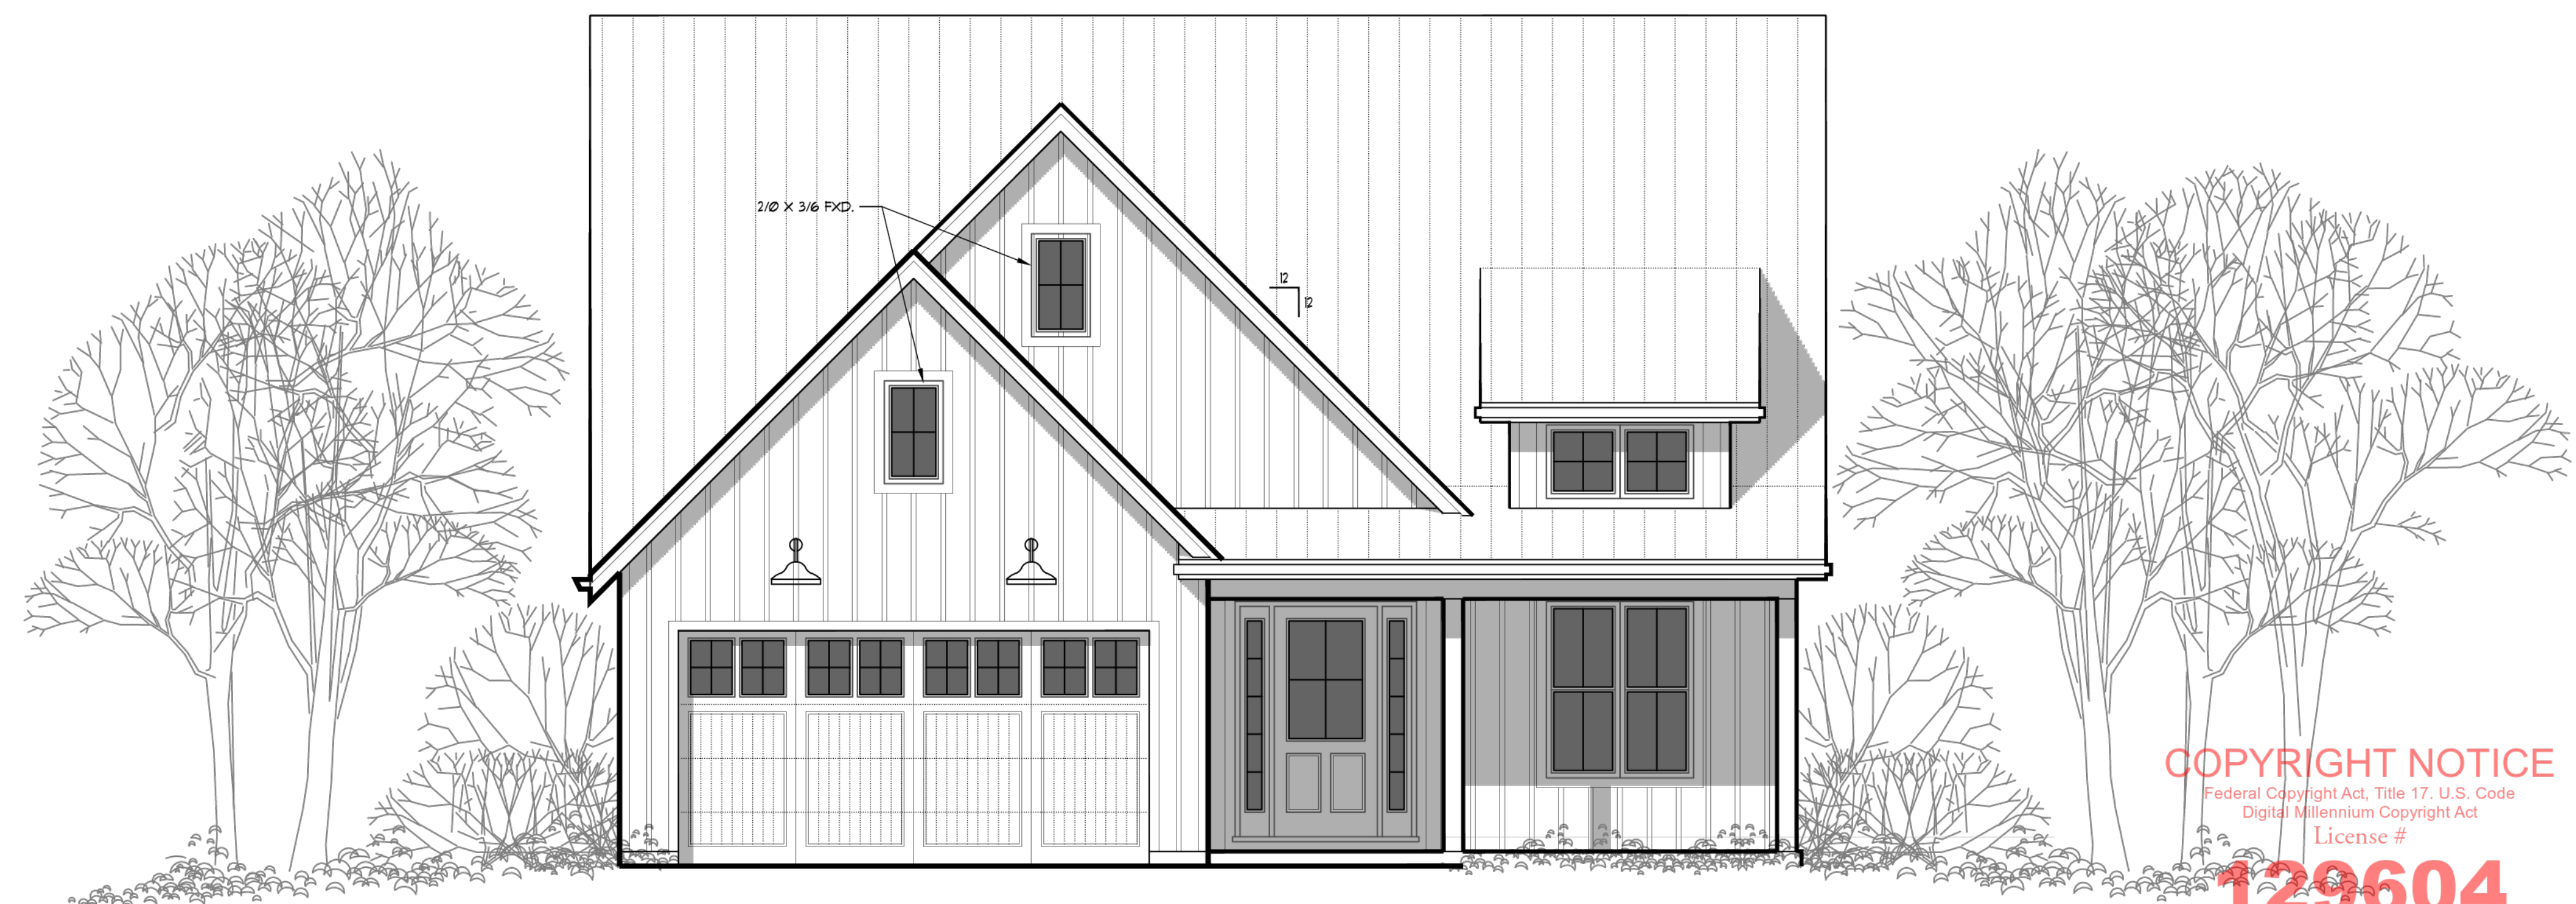 2/0 X 3/6 FXD.
12
12
COPYRIGHT NOTICE
Federal Copyright Act, Title 17. U.S. Code
Digital Millennium Copyright Act
License #
129604